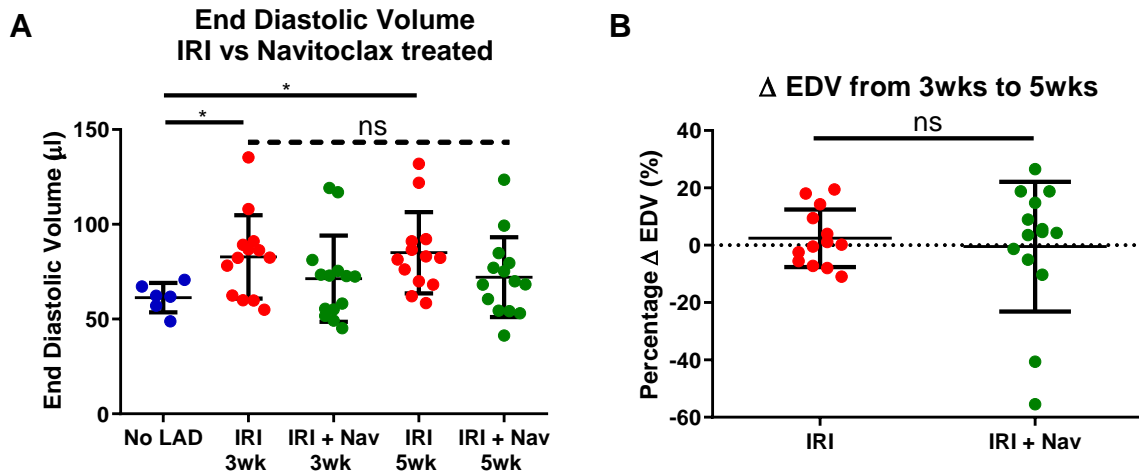 A
End Diastolic Volume
IRI vs Navitoclax treated
*
*
ns
End Diastolic Volume (μl)
150
100
50
0
No LAD
IRI
3wk
IRI + Nav
3wk
IRI
5wk
IRI + Nav
5wk
B
Δ EDV from 3wks to 5wks
ns
Percentage Δ EDV (%)
40
20
0
-20
-40
-60
IRI
IRI + Nav